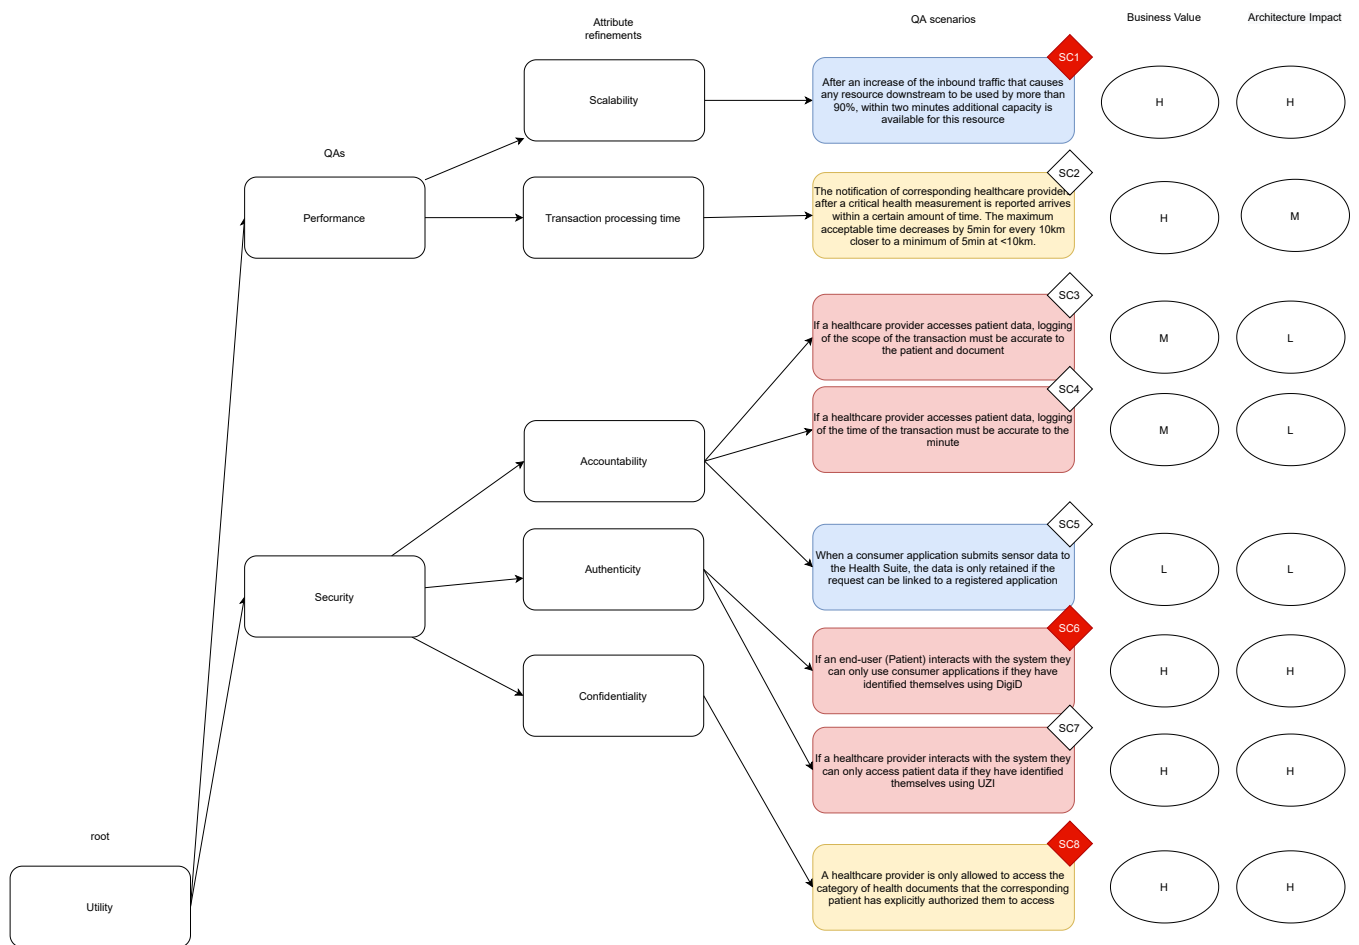 Attribute
refinements
QA scenarios
Business Value
Architecture Impact
SC1
Scalability
After an increase of the inbound traffic that causes
any resource downstream to be used by more than
90%, within two minutes additional capacity is
available for this resource
H
H
QAs
SC2
Performance
Transaction processing time
The notification of corresponding healthcare providers
after a critical health measurement is reported arrives
within a certain amount of time. The maximum
acceptable time decreases by 5min for every 10km
closer to a minimum of 5min at <10km.
H
M
SC3
If a healthcare provider accesses patient data, logging
of the scope of the transaction must be accurate to
the patient and document
M
L
SC4
If a healthcare provider accesses patient data, logging
of the time of the transaction must be accurate to the
minute
M
L
Accountability
SC5
When a consumer application submits sensor data to
the Health Suite, the data is only retained if the
request can be linked to a registered application
L
L
Authenticity
Security
SC6
If an end-user (Patient) interacts with the system they
can only use consumer applications if they have
identified themselves using DigiD
H
H
Confidentiality
SC7
If a healthcare provider interacts with the system they
can only access patient data if they have identified
themselves using UZI
H
H
root
SC8
A healthcare provider is only allowed to access the
category of health documents that the corresponding
patient has explicitly authorized them to access
H
H
Utility